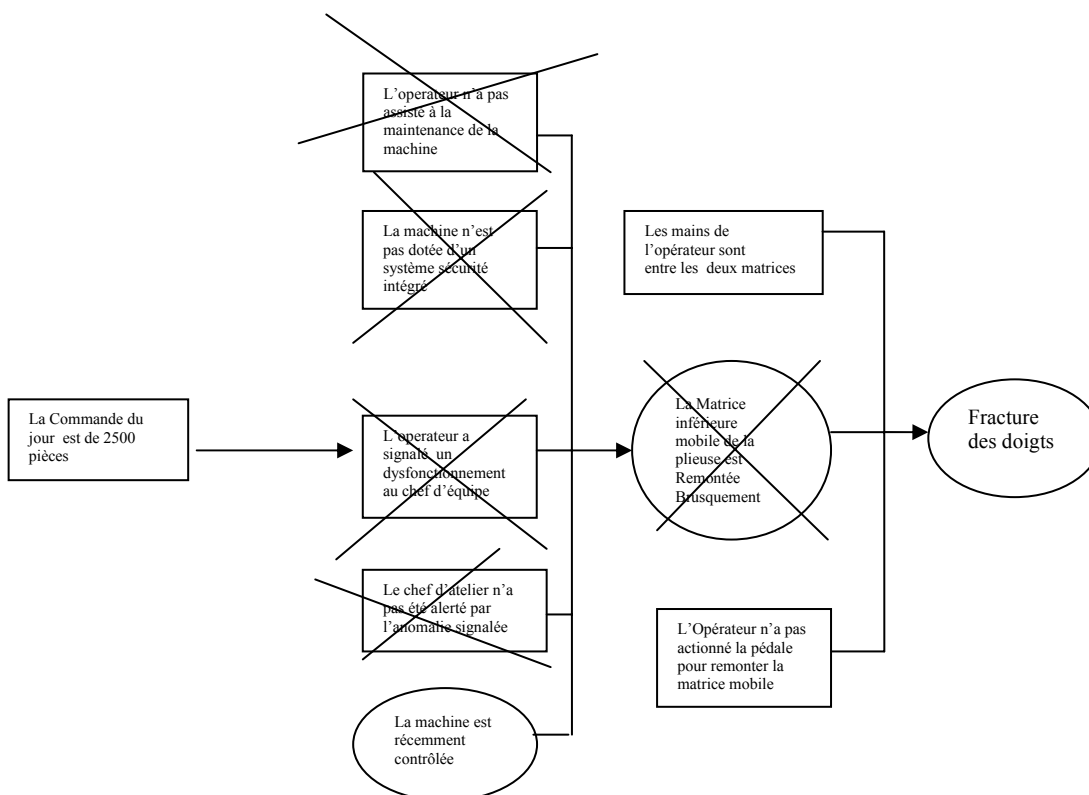 L'operateur n'a pas
assisté à la
maintenance de la
machine
La machine n'est
pas dotée d'un
système sécurité
intégré
Les mains de
l'opérateur sont
entre les deux matrices
La Commande du
jour est de 2500
pièces
L'operateur a
signalé un
dysfonctionnement
au chef d'équipe
La Matrice
inférieure
mobile de la
plieuse est
Remontée
Brusquement
Fracture
des doigts
Le chef d'atelier n'a
pas été alerté par
l'anomalie signalée
L'Opérateur n'a pas
actionné la pédale
pour remonter la
matrice mobile
La machine est
récemment
contrôlée